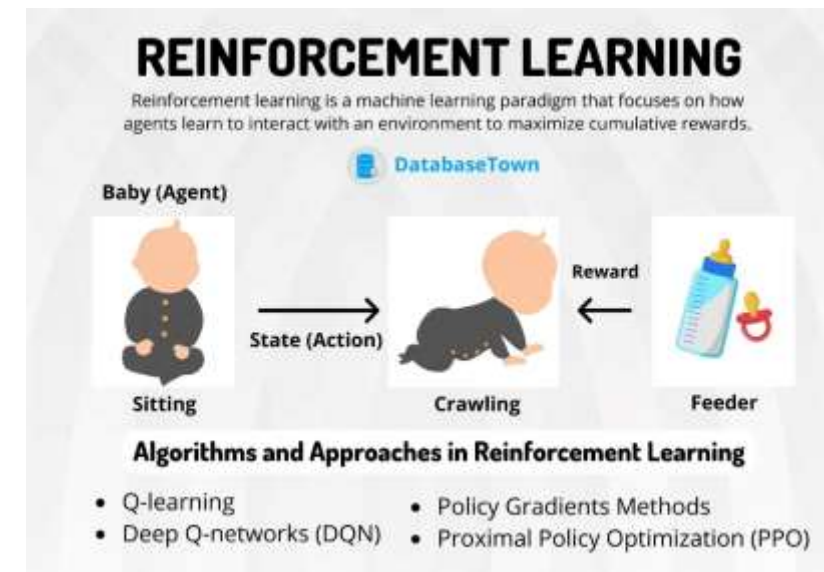 REINFORCEMENT LEARNING
Reinforcement learning is a machine learning paradigm that focuses on how
agents learn to interact with an environment to maximize cumulative rewards.
DatabaseTown
Baby (Agent)
Reward
State (Action)
Sitting
Crawling
Feeder
Algorithms and Approaches in Reinforcement Learning
• Q-learning
• Deep Q-networks (DQN)
• Policy Gradients Methods
• Proximal Policy Optimization (PPO)